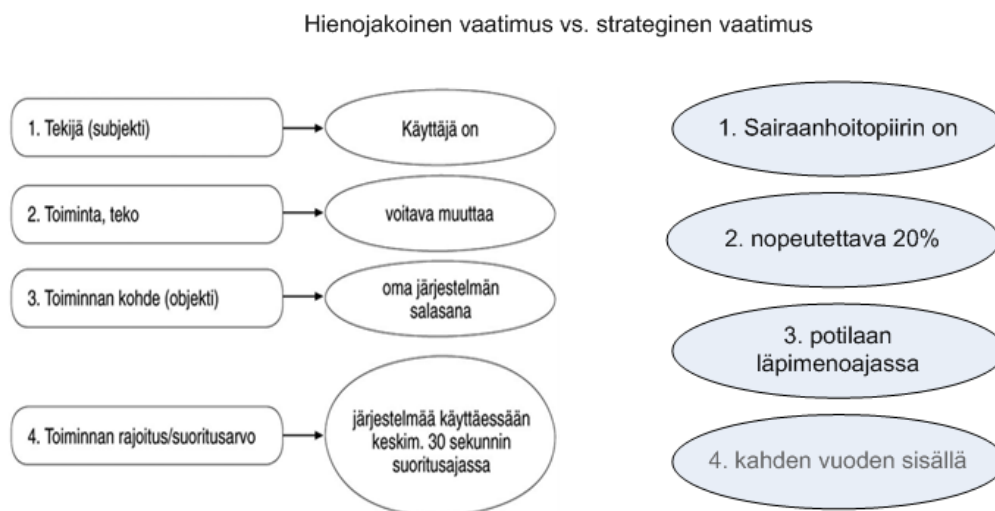 Hienojakoinen vaatimus vs. strateginen vaatimus
1. Tekijä (subjekti)
Käyttäjä on
2. Toiminta, teko
voitava muuttaa
3. Toiminnan kohde (objekti)
oma järjestelmän
salasana
4. Toiminnan rajoitus/suoritusarvo
järjestelmää käyttäessään
keskim. 30 sekunnin
suoritusajassa
1. Sairaanhoitopiirin on
2. nopeutettava 20%
3. potilaan
läpimenoajassa
4. kahden vuoden sisällä